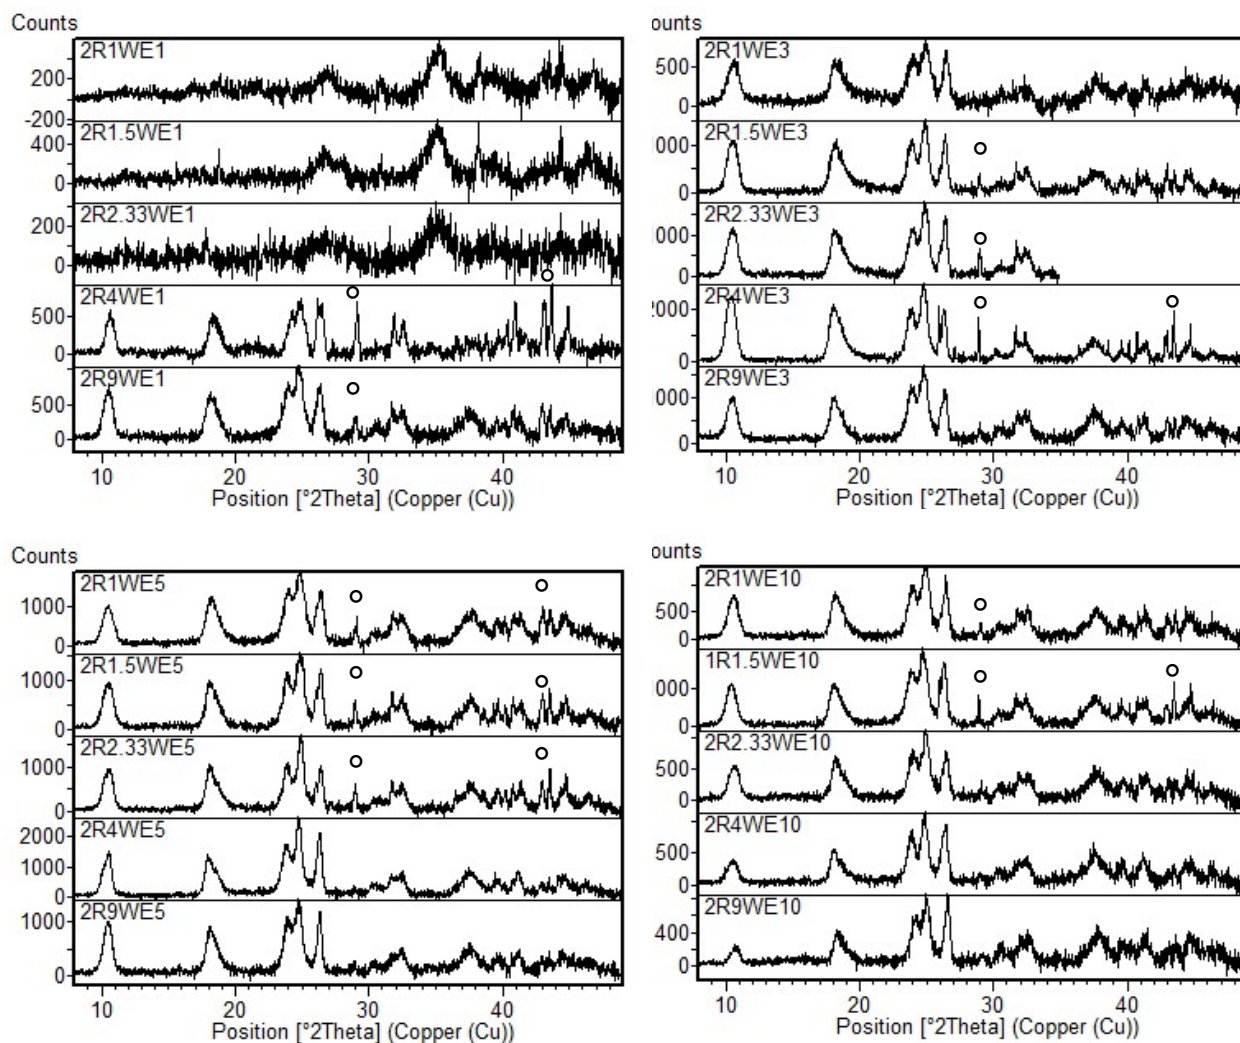 Counts
2R1WE1
200
-200
2R1.5WE1
400
0
2R2.33WE1
200
0
2R4WE1
500
0
2R9WE1
500
0
10 20 30 40
Position [°2Theta] (Copper (Cu))
ounts
2R1WE3
500
0
2R1.5WE3
000
0
2R2.33WE3
000
0
2R4WE3
2000
0
2R9WE3
1000
0
10 20 30 40
Position [°2Theta] (Copper (Cu))
Counts
2R1WE5
1000
0
2R1.5WE5
1000
0
2R2.33WE5
1000
0
2R4WE5
2000
1000
0
2R9WE5
1000
0
10 20 30 40
Position [°2Theta] (Copper (Cu))
ounts
2R1WE10
500
0
1R1.5WE10
000
0
2R2.33WE10
500
0
2R4WE10
500
0
2R9WE10
400
0
10 20 30 40
Position [°2Theta] (Copper (Cu))